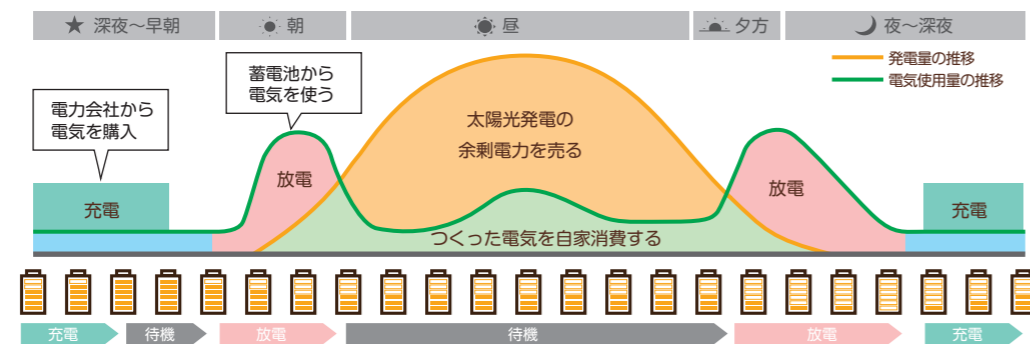 深夜～早朝
朝
昼
夕方
夜～深夜
発電量の推移
電気使用量の推移
電力会社から
電気を購入
蓄電池から
電気を使う
太陽光発電の
余剰電力を売る
充電
放電
放電
充電
つくった電気を自家消費する
充電
待機
放電
待機
放電
充電